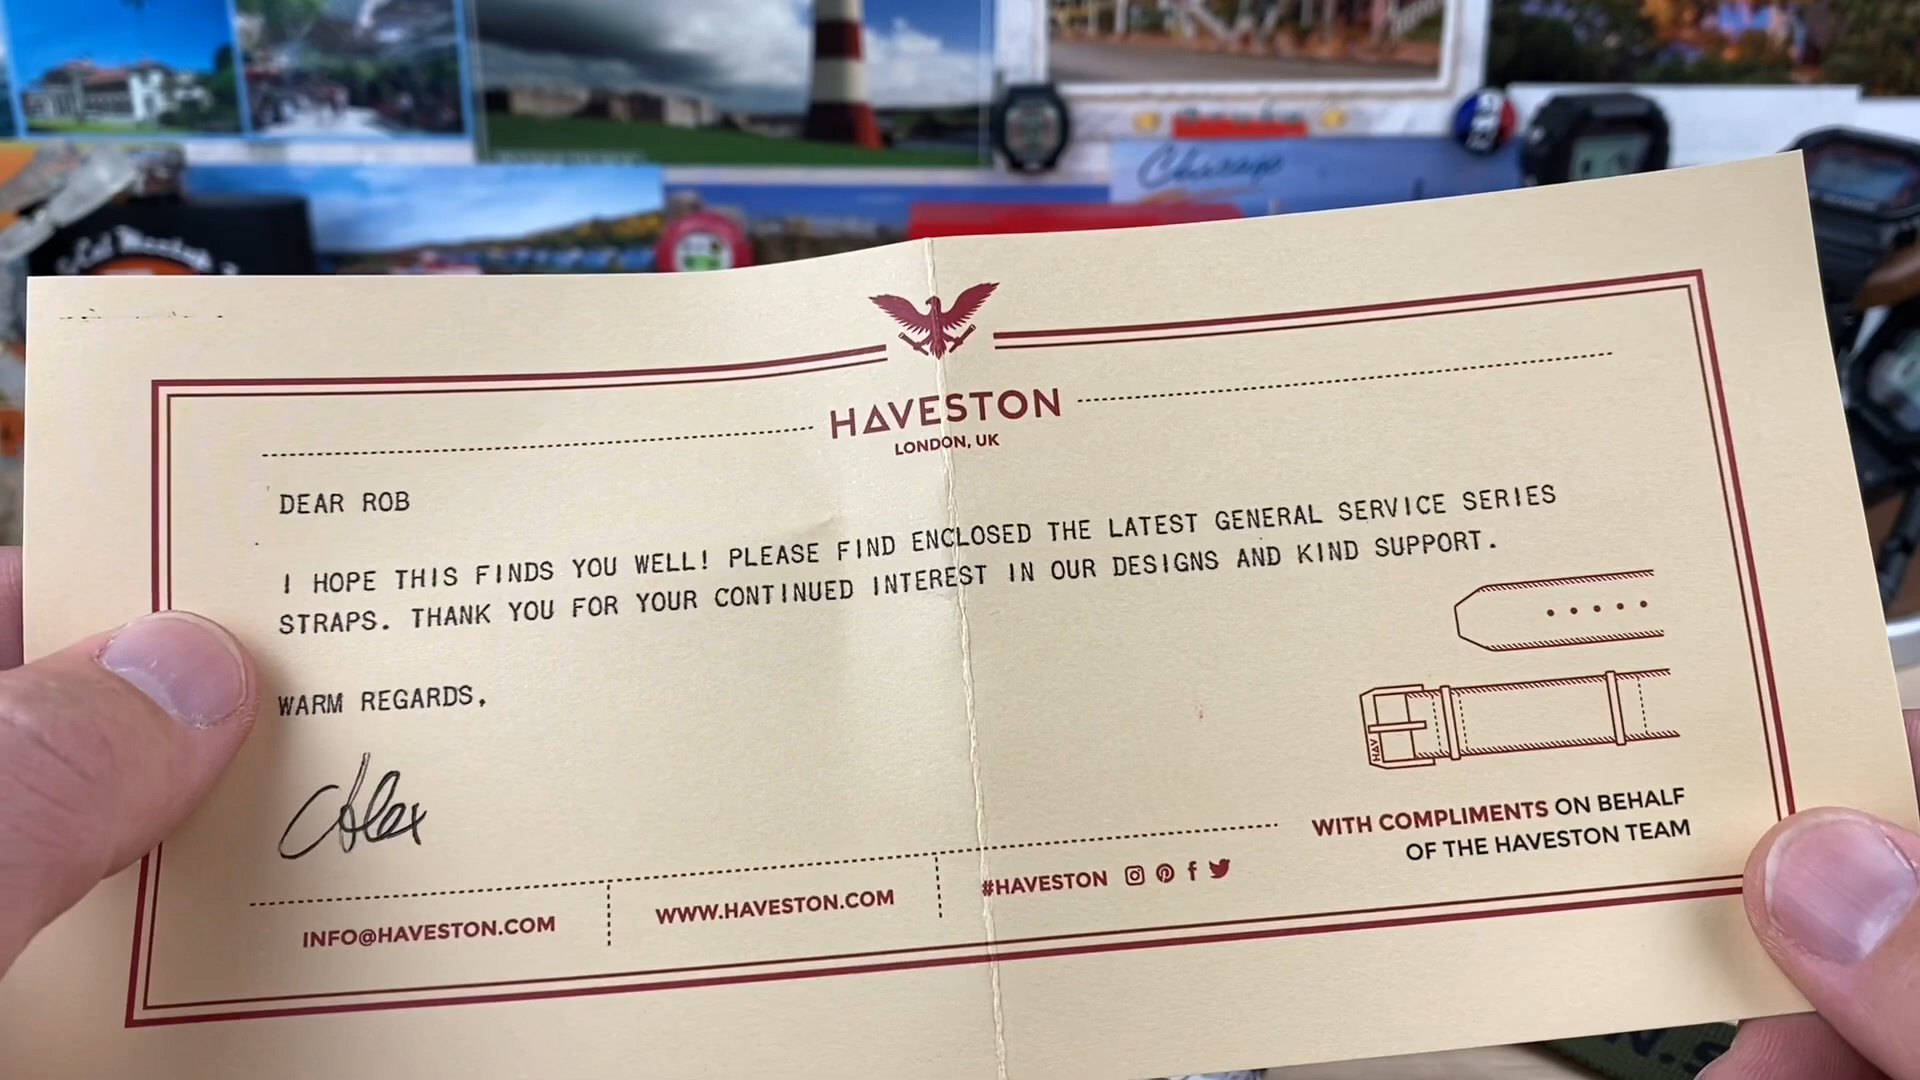 Chicago
HAVESTON
LONDON, UK
DEAR ROB
I HOPE THIS FINDS YOU WELL! PLEASE FIND ENCLOSED THE LATEST GENERAL SERVICE SERIES
STRAPS. THANK YOU FOR YOUR CONTINUED INTEREST IN OUR DESIGNS AND KIND SUPPORT.
WARM REGARDS,
Alex
HAV
WITH COMPLIMENTS ON BEHALF
OF THE HAVESTON TEAM
INFO@HAVESTON.COM
WWW.HAVESTON.COM
#HAVESTON